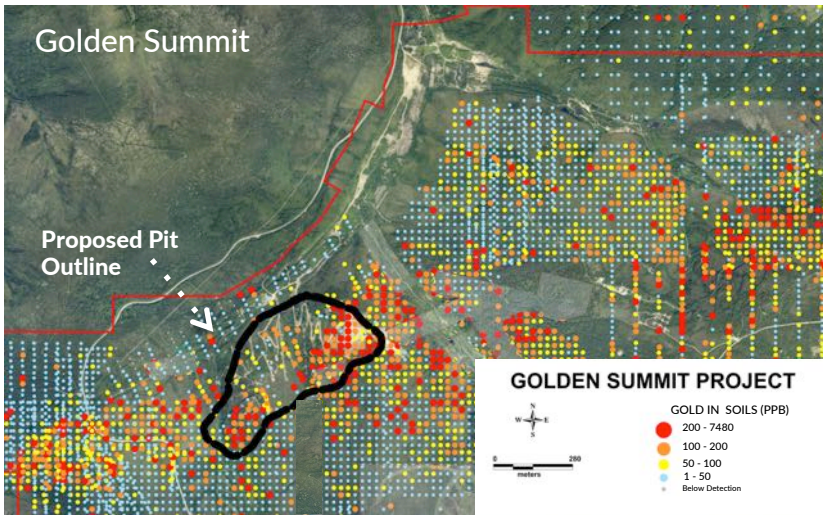 Golden Summit
Proposed Pit
Outline
GOLDEN SUMMIT PROJECT
GOLD IN SOILS (PPB)
N
W E
S
200 - 7480
100 - 200
50 - 100
1 - 50
Below Detection
0 280
meters